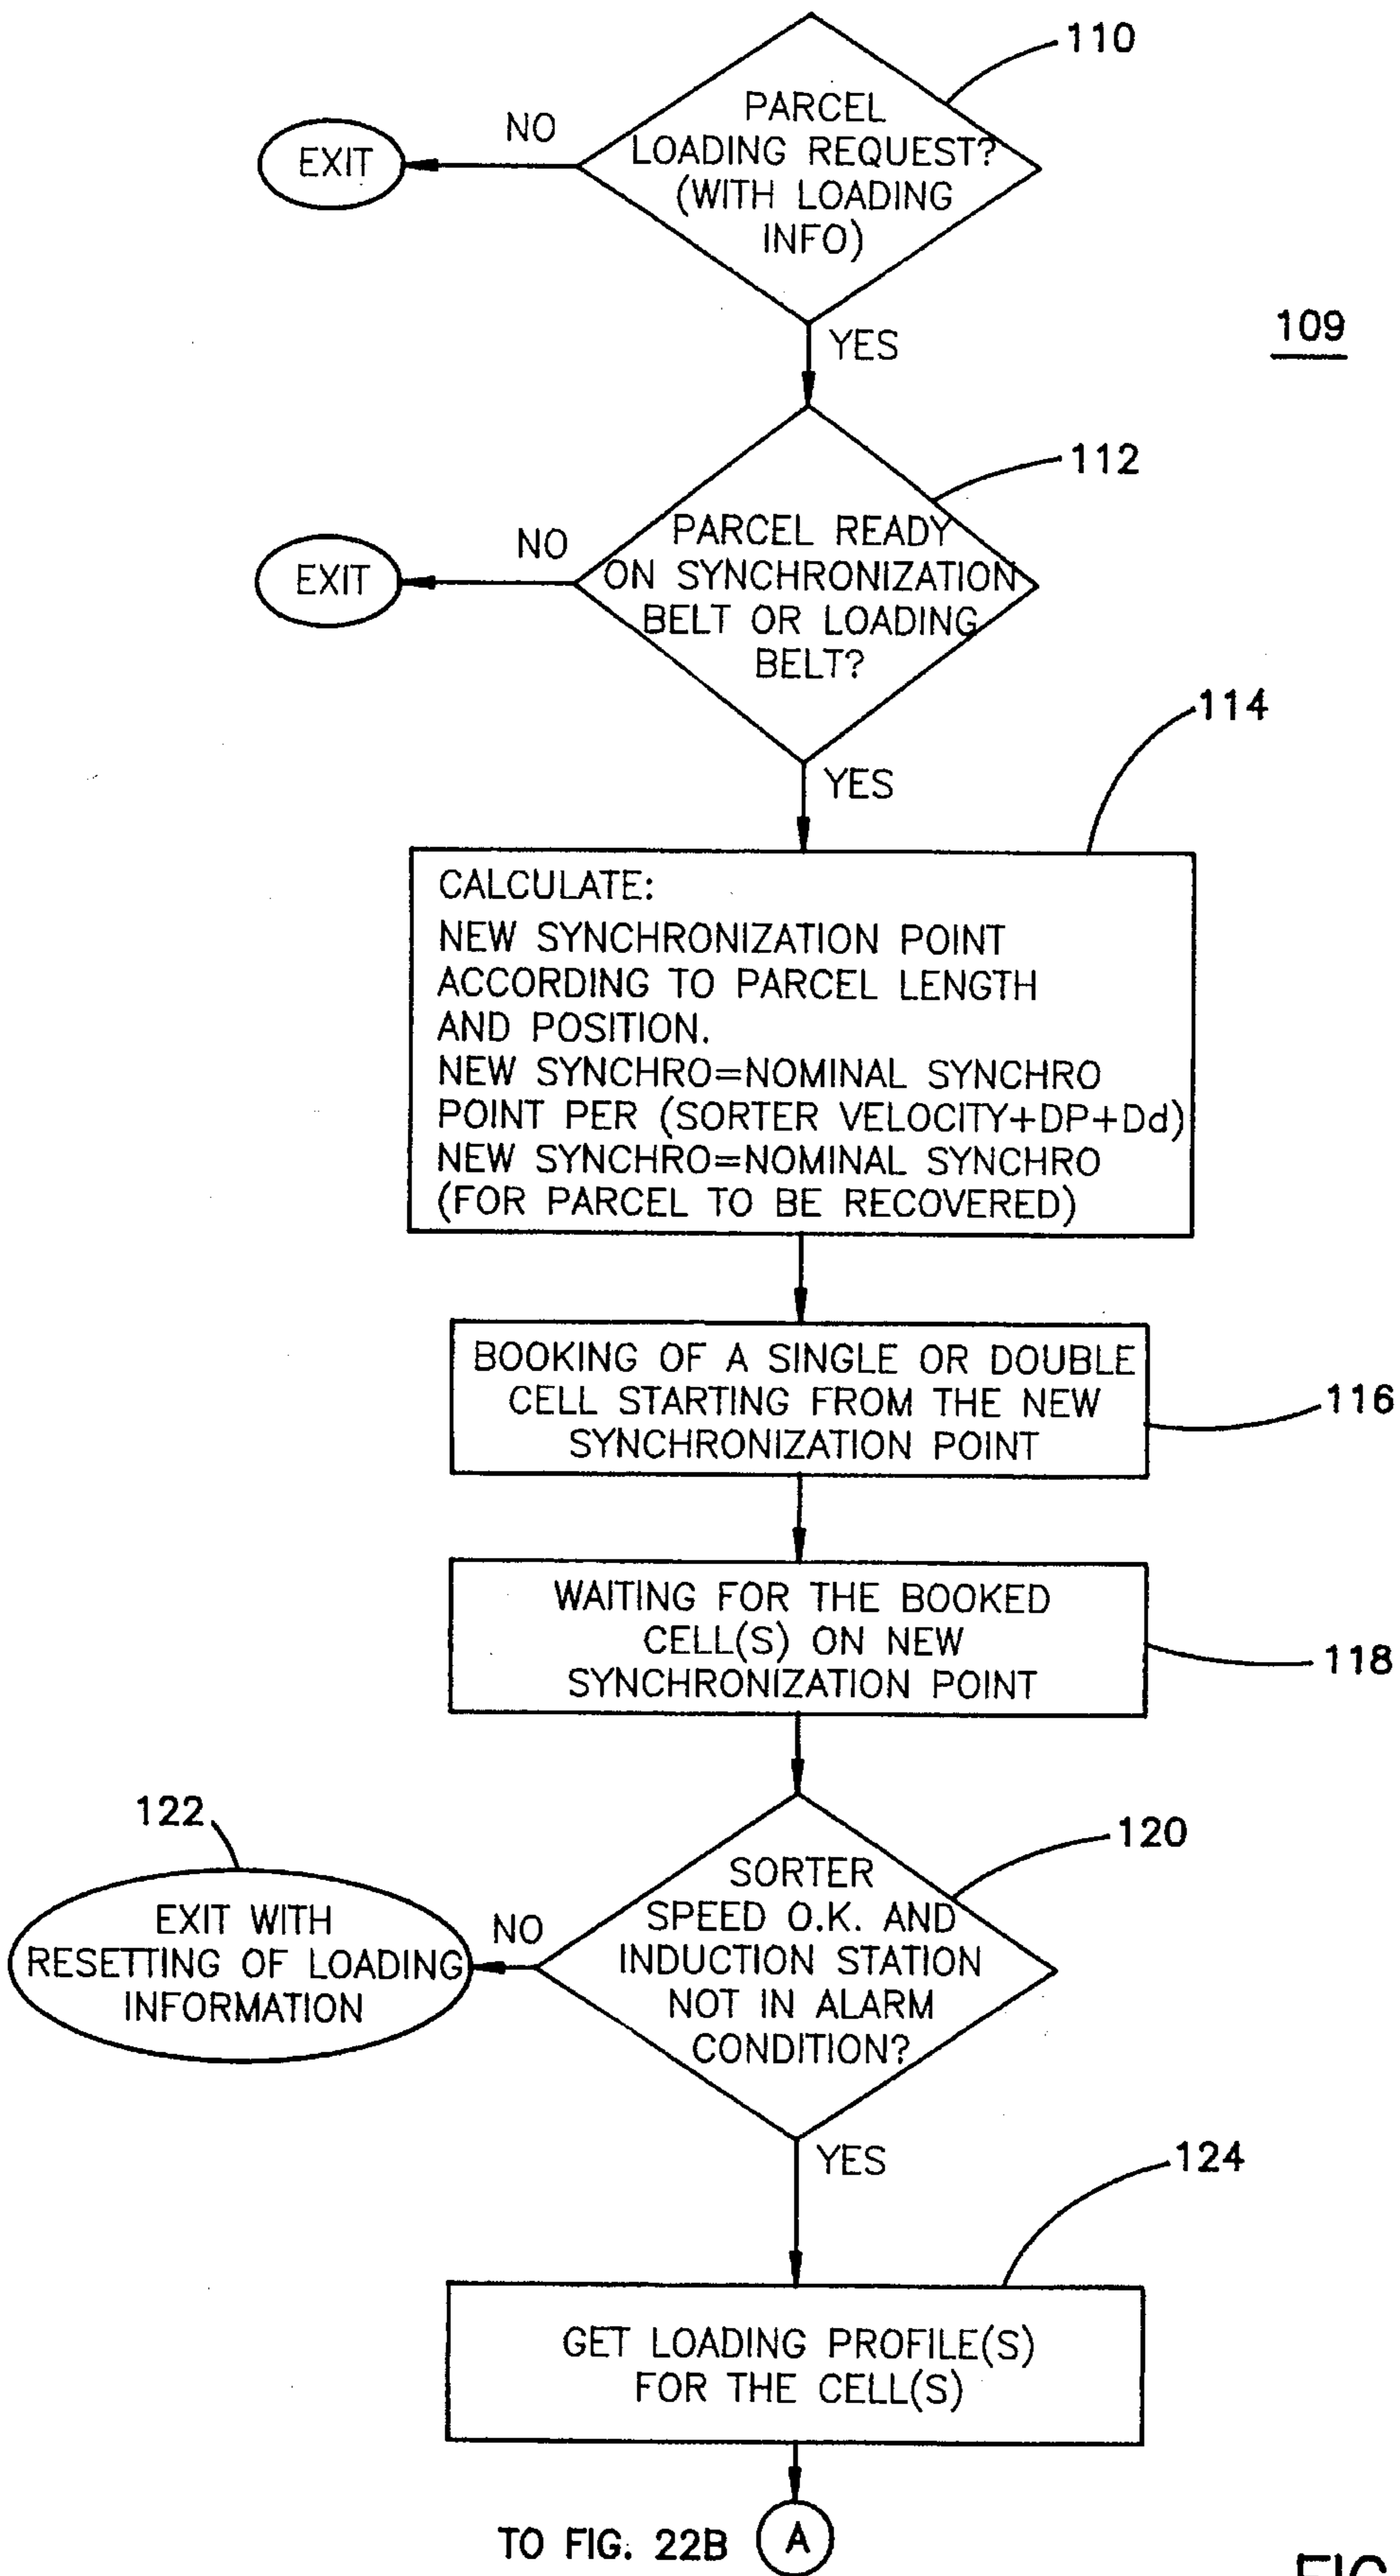 110
PARCEL
LOADING REQUEST?
(WITH LOADING
INFO)
NO
EXIT
YES
109
112
PARCEL READY
ON SYNCHRONIZATION
BELT OR LOADING
BELT?
NO
EXIT
YES
114
CALCULATE:
NEW SYNCHRONIZATION POINT
ACCORDING TO PARCEL LENGTH
AND POSITION.
NEW SYNCHRO=NOMINAL SYNCHRO
POINT PER (SORTER VELOCITY+DP+Dd)
NEW SYNCHRO=NOMINAL SYNCHRO
(FOR PARCEL TO BE RECOVERED)
BOOKING OF A SINGLE OR DOUBLE
CELL STARTING FROM THE NEW
SYNCHRONIZATION POINT
116
WAITING FOR THE BOOKED
CELL(S) ON NEW
SYNCHRONIZATION POINT
118
122
EXIT WITH
RESETTING OF LOADING
INFORMATION
NO
120
SORTER
SPEED O.K. AND
INDUCTION STATION
NOT IN ALARM
CONDITION?
YES
124
GET LOADING PROFILE(S)
FOR THE CELL(S)
TO FIG. 22B
A